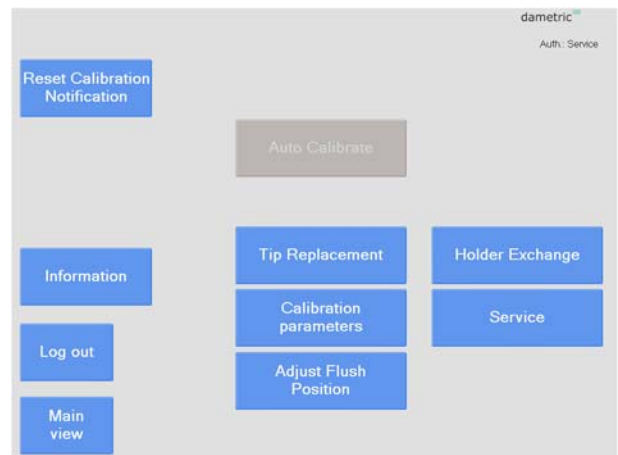 dametric
Auth.: Service
Reset Calibration
Notification
Auto Calibrate
Information
Tip Replacement
Holder Exchange
Calibration
parameters
Service
Log out
Adjust Flush
Position
Main
view